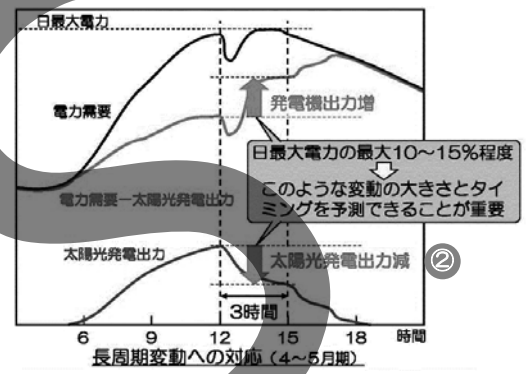 日最大電力
電力需要
発電機出力増
日最大電力の最大10～15%程度
このような変動の大きさとタイ
ミングを予測できることが重要
電力需要－太陽光発電出力
太陽光発電出力
太陽光発電出力減
②
3時間
6 9 12 15 18 時間
長周期変動への対応（4～5月期）